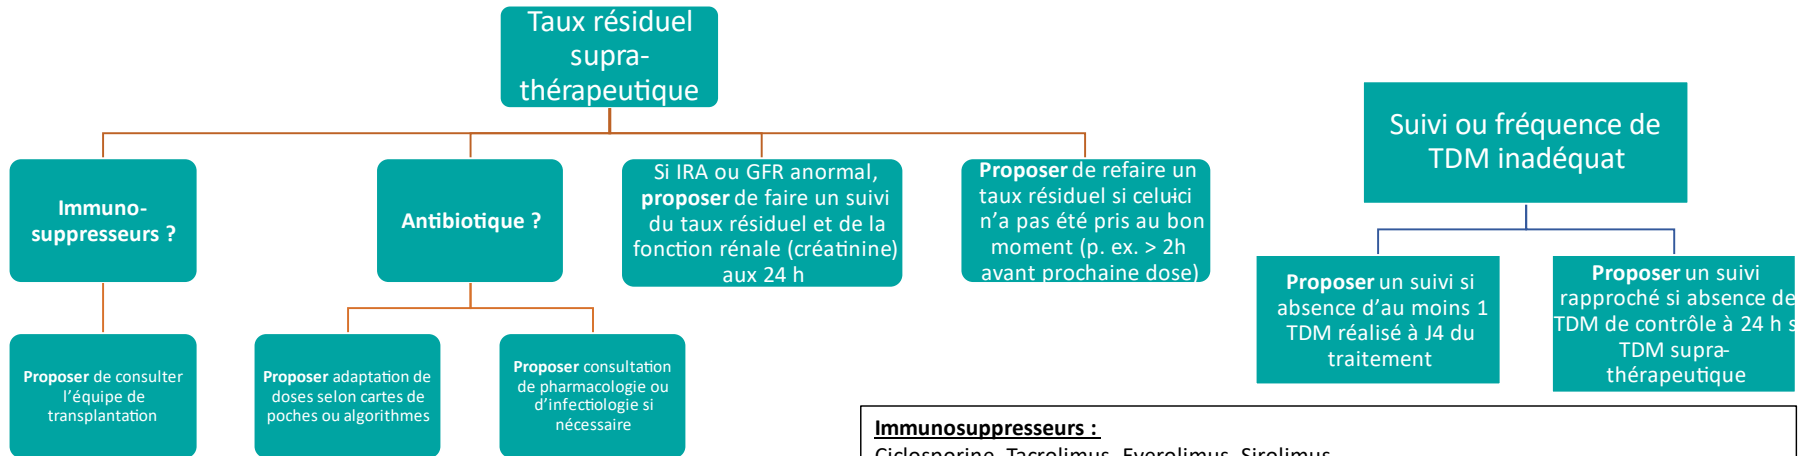 Taux résiduel
supra-
thérapeutique
Immuno-
suppresseurs ?
Antibiotique ?
Si IRA ou GFR anormal,
proposer de faire un suivi
du taux résiduel et de la
fonction rénale (créatinine)
aux 24 h
Proposer de refaire un
taux résiduel si celui-ci
n’a pas été pris au bon
moment (p. ex. > 2h
avant prochaine dose)
Proposer de consulter
l’équipe de
transplantation
Proposer adaptation de
doses selon cartes de
poches ou algorithmes
Proposer consultation
de pharmacologie ou
d’infectiologie si
nécessaire
Suivi ou fréquence de
TDM inadéquat
Proposer un suivi si
absence d’au moins 1
TDM réalisé à J4 du
traitement
Proposer un suivi
rapproché si absence de
TDM de contrôle à 24 h s
TDM supra-
thérapeutique
Immunosuppresseurs :
Ciclosporine, Tacrolimus, Everolimus, Sirolimus